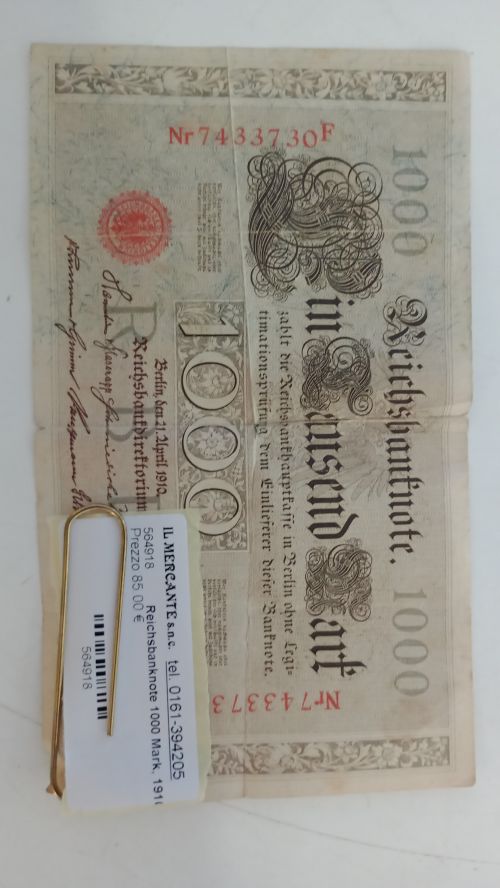 1000 1000
Reichsbanknote.
Ein Tausend Mark
zahlt die Reichsbankhauptkasse in Berlin ohne Legi-
timationsprüfung dem Einlieferer dieser Banknote.
Nr7433730F
Nr743373
1000
Berlin, den 21. April 1910.
Reichsbankdirektorium
IL MERCANTE s.n.c. tel. 0161-394205
564918 Reichsbanknote 1000 Mark, 191
Prezzo 85.00 €
564918